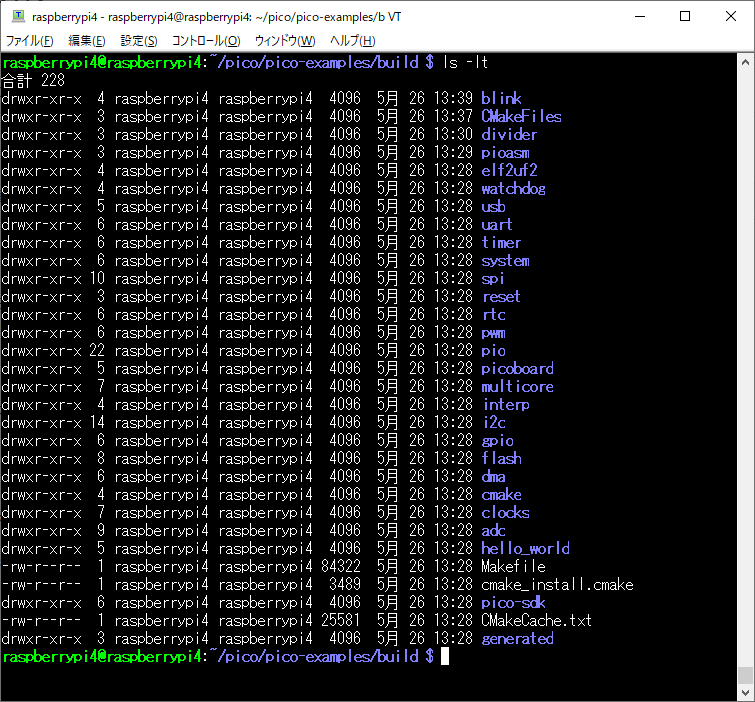 raspberrypi4 - raspberrypi4@raspberrypi4: ~/pico/pico-examples/b VT
ファイル(F) 編集(E) 設定(S) コントロール(O) ウィンドウ(W) ヘルプ(H)
raspberrypi4@raspberrypi4:~/pico/pico-examples/build $ ls -lt
合計 228
drwxr-xr-x  4 raspberrypi4 raspberrypi4  4096  5月 26 13:39 blink
drwxr-xr-x  3 raspberrypi4 raspberrypi4  4096  5月 26 13:37 CMakeFiles
drwxr-xr-x  3 raspberrypi4 raspberrypi4  4096  5月 26 13:30 divider
drwxr-xr-x  3 raspberrypi4 raspberrypi4  4096  5月 26 13:29 pioasm
drwxr-xr-x  4 raspberrypi4 raspberrypi4  4096  5月 26 13:28 elf2uf2
drwxr-xr-x  4 raspberrypi4 raspberrypi4  4096  5月 26 13:28 watchdog
drwxr-xr-x  5 raspberrypi4 raspberrypi4  4096  5月 26 13:28 usb
drwxr-xr-x  6 raspberrypi4 raspberrypi4  4096  5月 26 13:28 uart
drwxr-xr-x  6 raspberrypi4 raspberrypi4  4096  5月 26 13:28 timer
drwxr-xr-x  6 raspberrypi4 raspberrypi4  4096  5月 26 13:28 system
drwxr-xr-x 10 raspberrypi4 raspberrypi4  4096  5月 26 13:28 spi
drwxr-xr-x  3 raspberrypi4 raspberrypi4  4096  5月 26 13:28 reset
drwxr-xr-x  6 raspberrypi4 raspberrypi4  4096  5月 26 13:28 rtc
drwxr-xr-x  6 raspberrypi4 raspberrypi4  4096  5月 26 13:28 pwm
drwxr-xr-x 22 raspberrypi4 raspberrypi4  4096  5月 26 13:28 pio
drwxr-xr-x  5 raspberrypi4 raspberrypi4  4096  5月 26 13:28 picoboard
drwxr-xr-x  7 raspberrypi4 raspberrypi4  4096  5月 26 13:28 multicore
drwxr-xr-x  4 raspberrypi4 raspberrypi4  4096  5月 26 13:28 interp
drwxr-xr-x 14 raspberrypi4 raspberrypi4  4096  5月 26 13:28 i2c
drwxr-xr-x  6 raspberrypi4 raspberrypi4  4096  5月 26 13:28 gpio
drwxr-xr-x  8 raspberrypi4 raspberrypi4  4096  5月 26 13:28 flash
drwxr-xr-x  6 raspberrypi4 raspberrypi4  4096  5月 26 13:28 dma
drwxr-xr-x  4 raspberrypi4 raspberrypi4  4096  5月 26 13:28 cmake
drwxr-xr-x  7 raspberrypi4 raspberrypi4  4096  5月 26 13:28 clocks
drwxr-xr-x  9 raspberrypi4 raspberrypi4  4096  5月 26 13:28 adc
drwxr-xr-x  5 raspberrypi4 raspberrypi4  4096  5月 26 13:28 hello_world
-rw-r--r--  1 raspberrypi4 raspberrypi4 84322  5月 26 13:28 Makefile
-rw-r--r--  1 raspberrypi4 raspberrypi4  3489  5月 26 13:28 cmake_install.cmake
drwxr-xr-x  6 raspberrypi4 raspberrypi4  4096  5月 26 13:28 pico-sdk
-rw-r--r--  1 raspberrypi4 raspberrypi4 25581  5月 26 13:28 CMakeCache.txt
drwxr-xr-x  3 raspberrypi4 raspberrypi4  4096  5月 26 13:28 generated
raspberrypi4@raspberrypi4:~/pico/pico-examples/build $